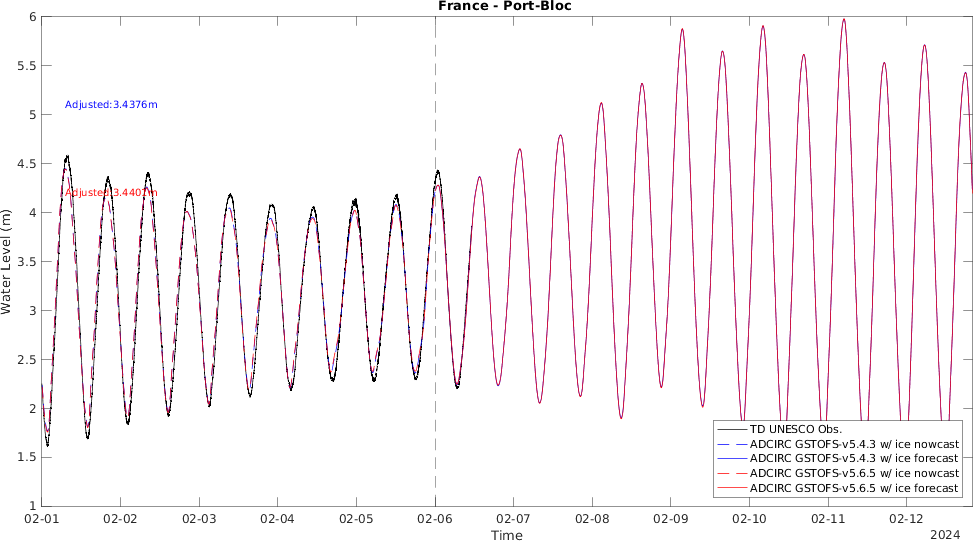 France - Port-Bloc
6
5.5
5
4.5
4
3.5
3
2.5
2
1.5
1
Water Level (m)
Adjusted:3.4376m
Adjusted:3.4401m
TD UNESCO Obs.
ADCIRC GSTOFS-v5.4.3 w/ ice nowcast
ADCIRC GSTOFS-v5.4.3 w/ ice forecast
ADCIRC GSTOFS-v5.6.5 w/ ice nowcast
ADCIRC GSTOFS-v5.6.5 w/ ice forecast
02-01 02-02 02-03 02-04 02-05 02-06 02-07 02-08 02-09 02-10 02-11 02-12
Time
2024